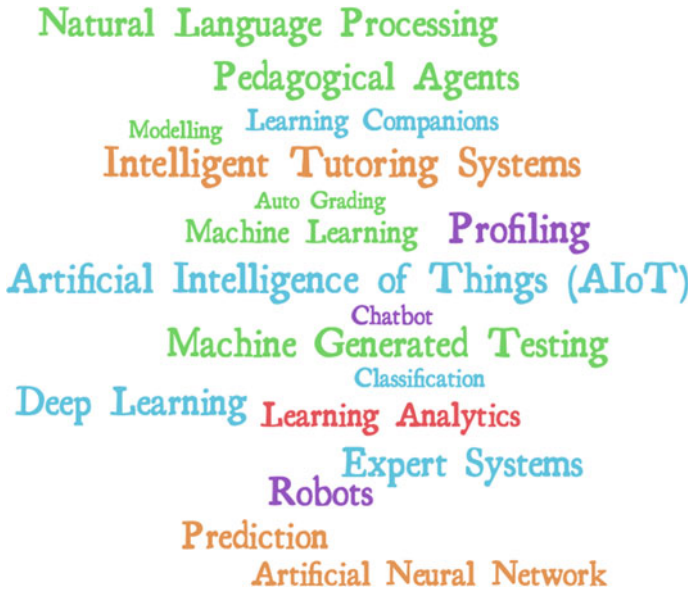 Natural Language Processing
Pedagogical Agents
Modelling Learning Companions
Intelligent Tutoring Systems
Auto Grading
Machine Learning Profiling
Artificial Intelligence of Things (AIoT)
Chatbot
Machine Generated Testing
Classification
Deep Learning Learning Analytics
Expert Systems
Robots
Prediction
Artificial Neural Network